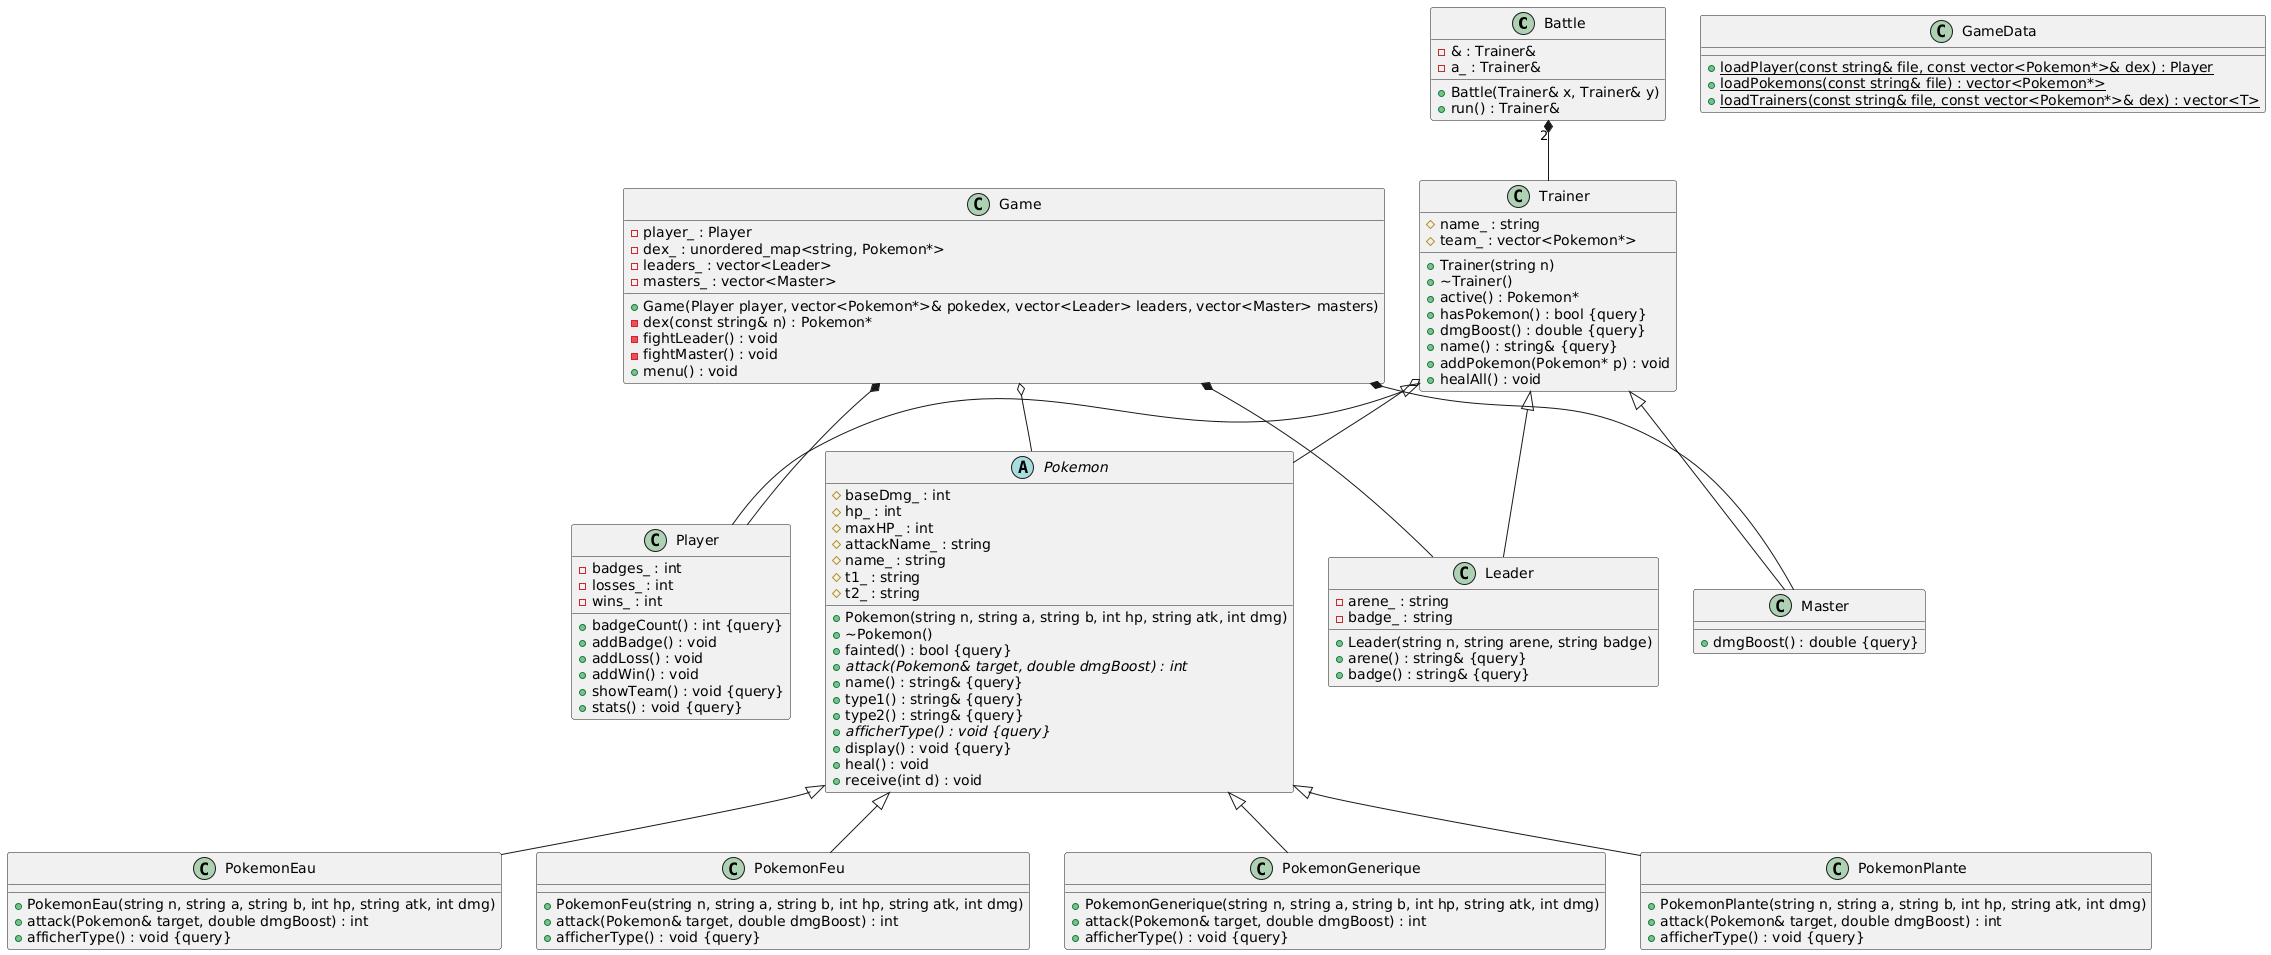 C Battle
& : Trainer&
a_ : Trainer&
Battle(Trainer& x, Trainer& y)
run() : Trainer&
C GameData
loadPlayer(const string& file, const vector<Pokemon*>& dex) : Player
loadPokemons(const string& file) : vector<Pokemon*>
loadTrainers(const string& file, const vector<Pokemon*>& dex) : vector<T>
2
C Game
player_ : Player
dex_ : unordered_map<string, Pokemon*>
leaders_ : vector<Leader>
masters_ : vector<Master>
Game(Player player, vector<Pokemon*>& pokedex, vector<Leader> leaders, vector<Master> masters)
dex(const string& n) : Pokemon*
fightLeader() : void
fightMaster() : void
menu() : void
C Trainer
name_ : string
team_ : vector<Pokemon*>
Trainer(string n)
~Trainer()
active() : Pokemon*
hasPokemon() : bool {query}
dmgBoost() : double {query}
name() : string& {query}
addPokemon(Pokemon* p) : void
healAll() : void
C Player
badges_ : int
losses_ : int
wins_ : int
badgeCount() : int {query}
addBadge() : void
addLoss() : void
addWin() : void
showTeam() : void {query}
stats() : void {query}
A Pokemon
baseDmg_ : int
hp_ : int
maxHP_ : int
attackName_ : string
name_ : string
t1_ : string
t2_ : string
Pokemon(string n, string a, string b, int hp, string atk, int dmg)
~Pokemon()
fainted() : bool {query}
attack(Pokemon& target, double dmgBoost) : int
name() : string& {query}
type1() : string& {query}
type2() : string& {query}
afficherType() : void {query}
display() : void {query}
heal() : void
receive(int d) : void
C Leader
arene_ : string
badge_ : string
Leader(string n, string arene, string badge)
arene() : string& {query}
badge() : string& {query}
C Master
dmgBoost() : double {query}
C PokemonEau
PokemonEau(string n, string a, string b, int hp, string atk, int dmg)
attack(Pokemon& target, double dmgBoost) : int
afficherType() : void {query}
C PokemonFeu
PokemonFeu(string n, string a, string b, int hp, string atk, int dmg)
attack(Pokemon& target, double dmgBoost) : int
afficherType() : void {query}
C PokemonGenerique
PokemonGenerique(string n, string a, string b, int hp, string atk, int dmg)
attack(Pokemon& target, double dmgBoost) : int
afficherType() : void {query}
C PokemonPlante
PokemonPlante(string n, string a, string b, int hp, string atk, int dmg)
attack(Pokemon& target, double dmgBoost) : int
afficherType() : void {query}